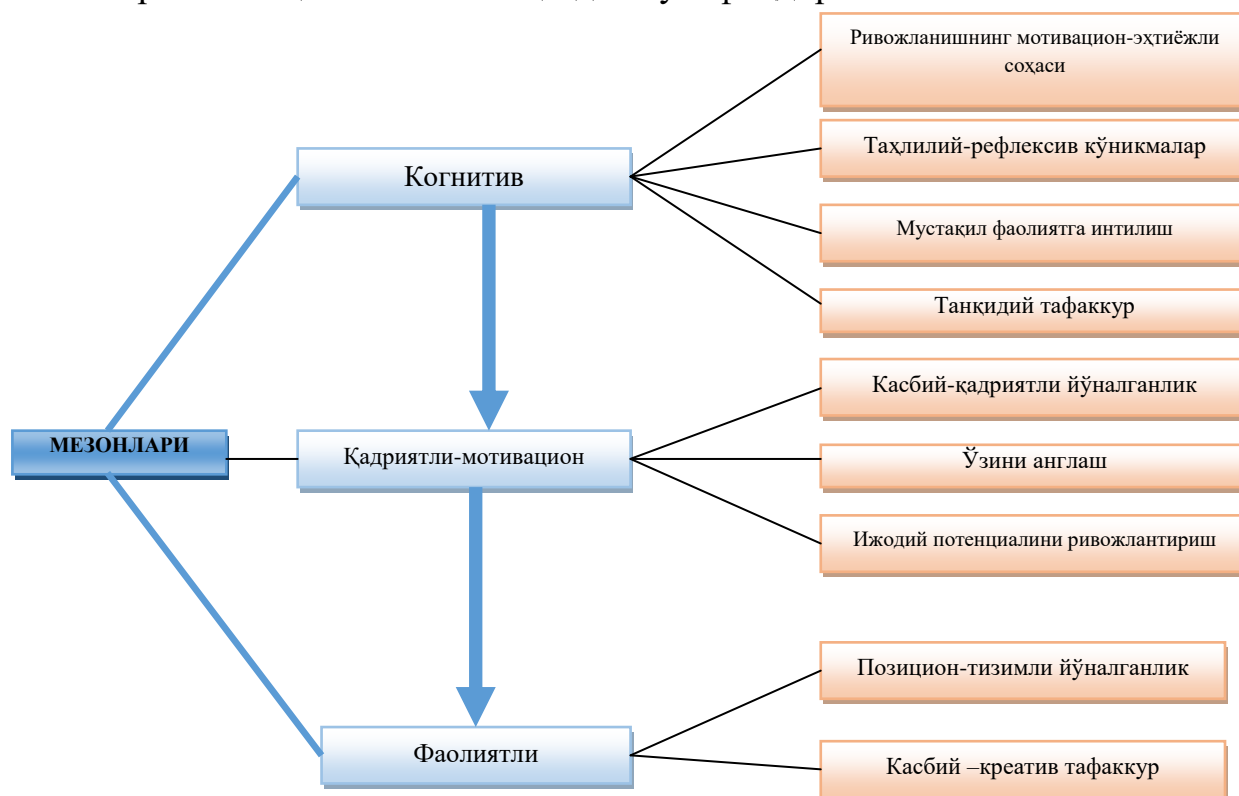 Ривожланишнинг мотивацион-эҳтиёжли
соҳаси
Когнитив
Таҳлилий-рефлексив кўникмалар
Мустақил фаолиятга интилиш
Танқидий тафаккур
МЕЗОНЛАРИ
Қадриятли-мотивацион
Касбий-қадриятли йўналганлик
Ўзини англаш
Ижодий потенциалини ривожлантириш
Фаолиятли
Позицион-тизимли йўналганлик
Касбий –креатив тафаккур